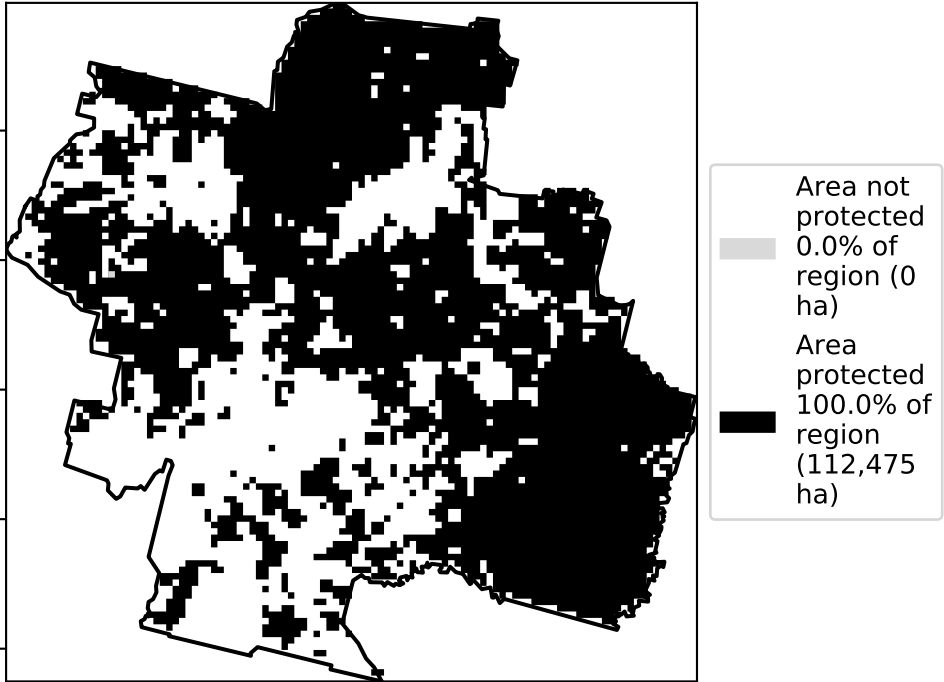 Area not
protected
0.0% of
region (0
ha)
Area
protected
100.0% of
region
(112,475
ha)